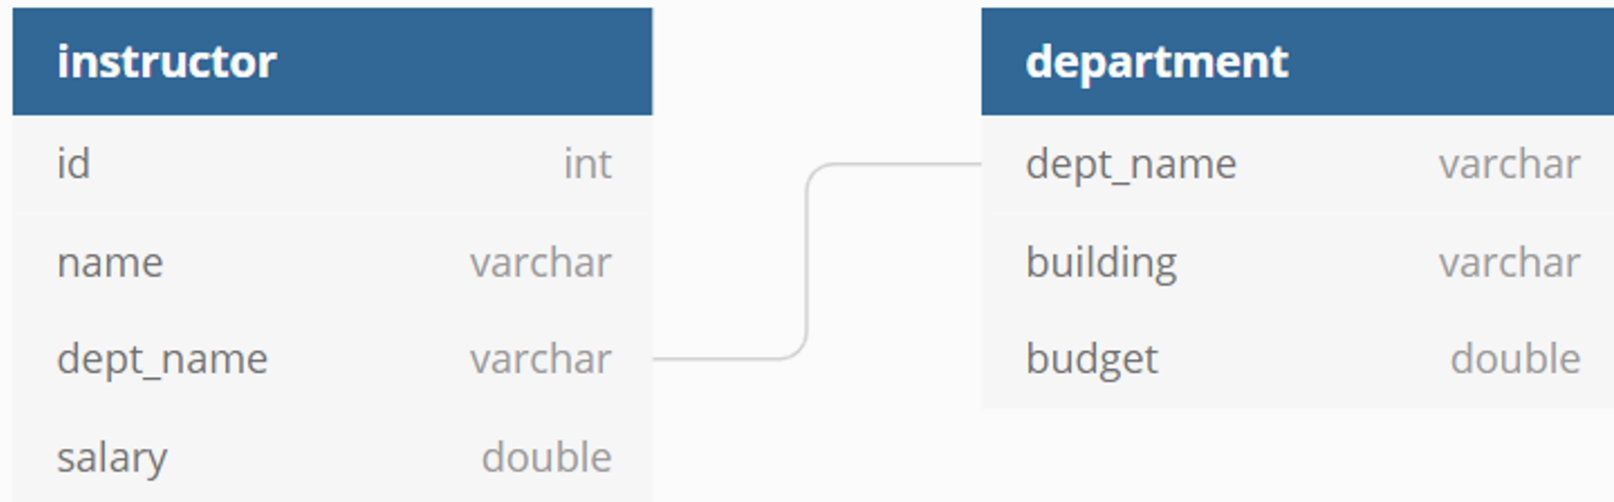 instructor
id int
name varchar
dept_name varchar
salary double
department
dept_name varchar
building varchar
budget double